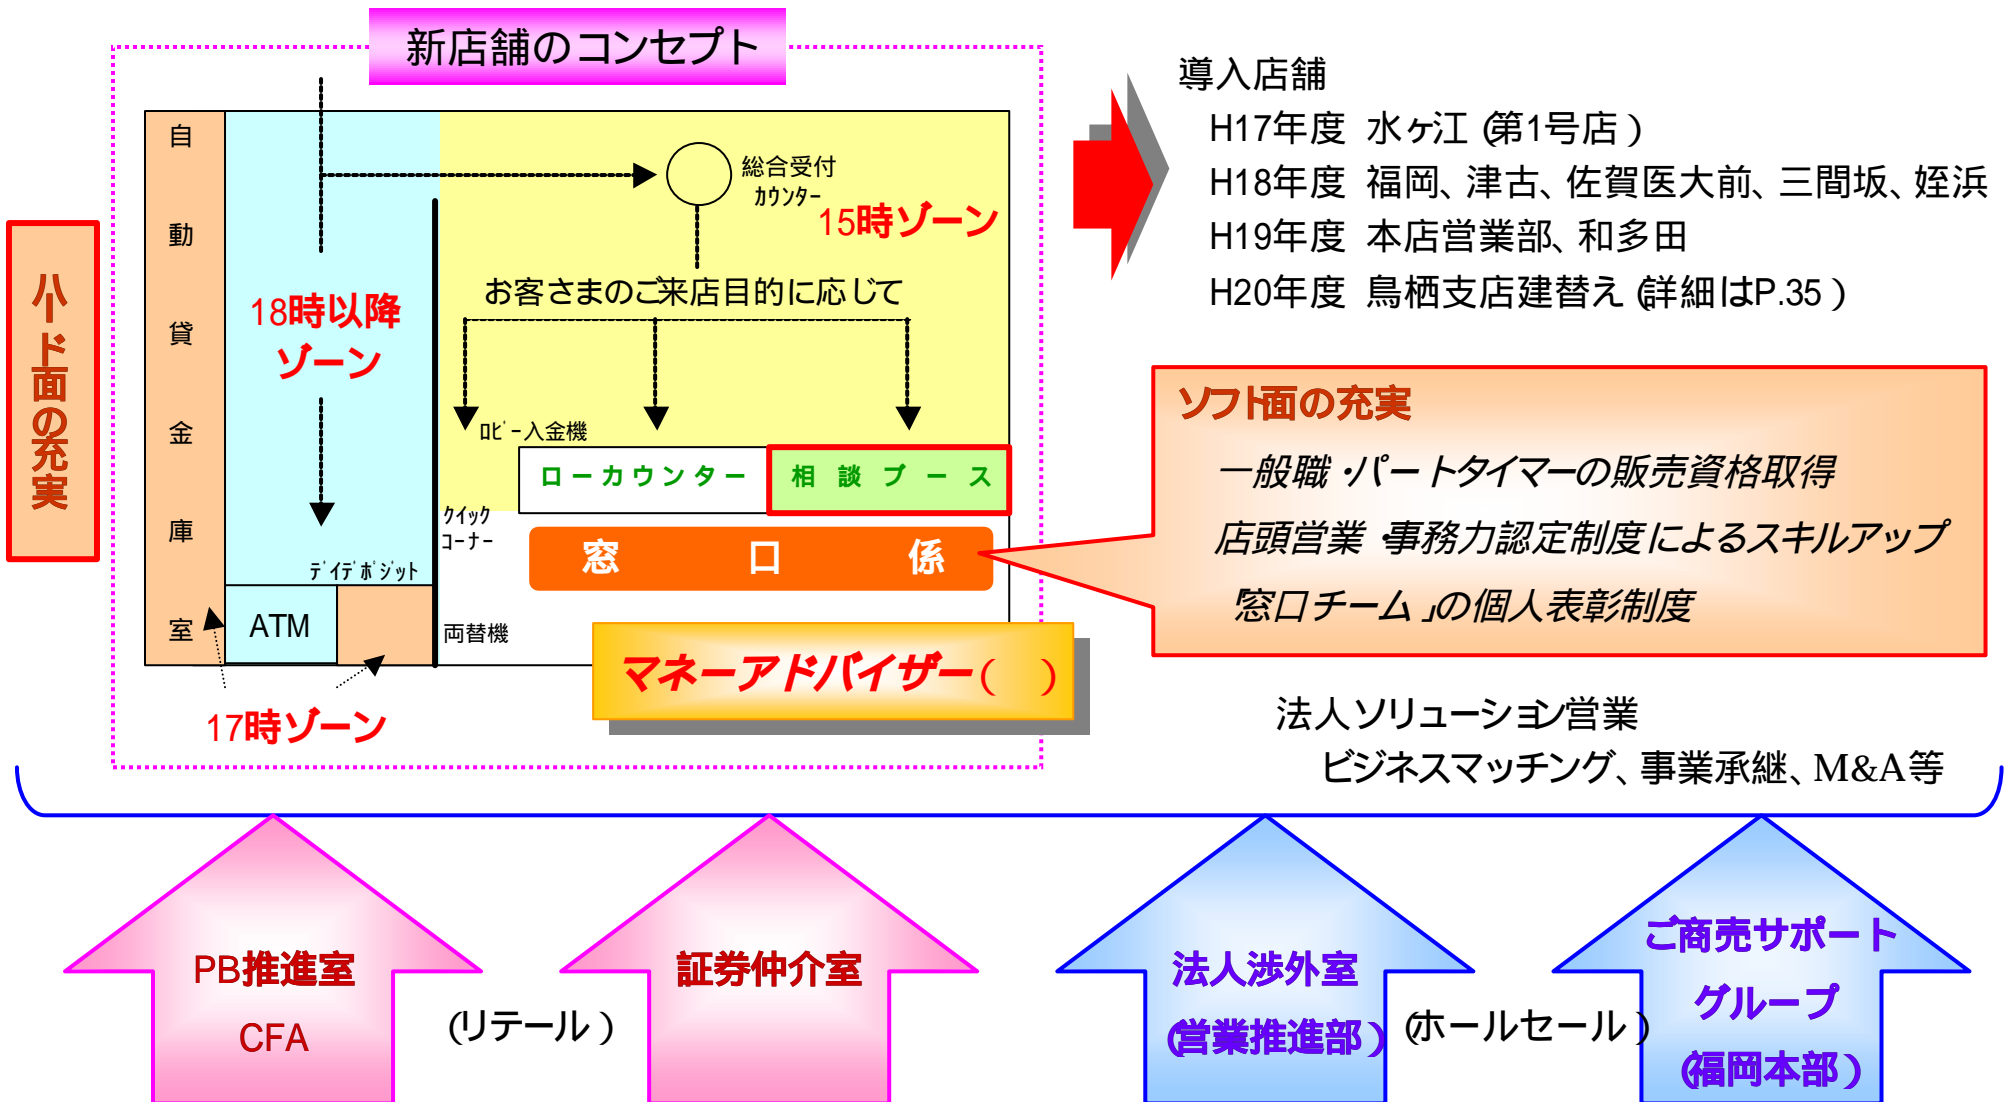 新店舗のコンセプト
ハード面の充実
自動貸金庫室
18時以降
ゾーン
総合受付
ｶｳﾝﾀｰ
15時ゾーン
お客さまのご来店目的に応じて
ﾛﾋﾞｰ入金機
ローカウンター
相談ブース
ｸｲｯｸ
ｺｰﾅｰ
窓口係
ﾃﾞｲﾃﾞﾎﾟｼﾞｯﾄ
ATM
両替機
マネーアドバイザー( )
17時ゾーン
導入店舗
H17年度 水ヶ江(第1号店)
H18年度 福岡、津古、佐賀医大前、三間坂、姪浜
H19年度 本店営業部、和多田
H20年度 鳥栖支店建替え(詳細はP.35)
ソフト面の充実
一般職・パートタイマーの販売資格取得
店頭営業・事務力認定制度によるスキルアップ
「窓口チーム」の個人表彰制度
法人ソリューション営業
ビジネスマッチング、事業承継、M&A等
PB推進室
CFA
(リテール)
証券仲介室
法人渉外室
(営業推進部)
(ホールセール)
ご商売サポート
グループ
(福岡本部)